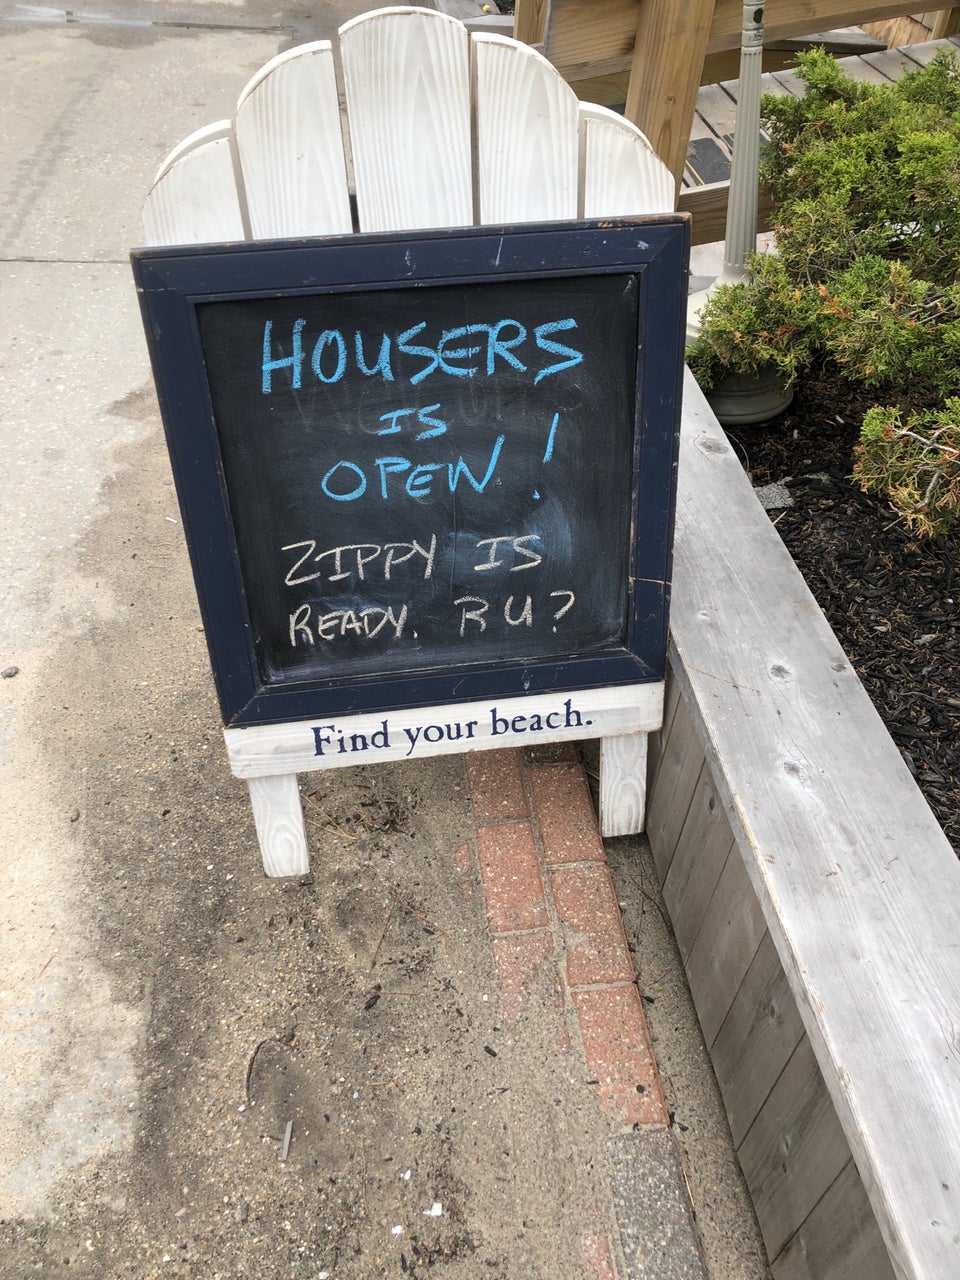 HOUSERS
IS
OPEN!
ZIPPY IS
READY. R U?
Find your beach.